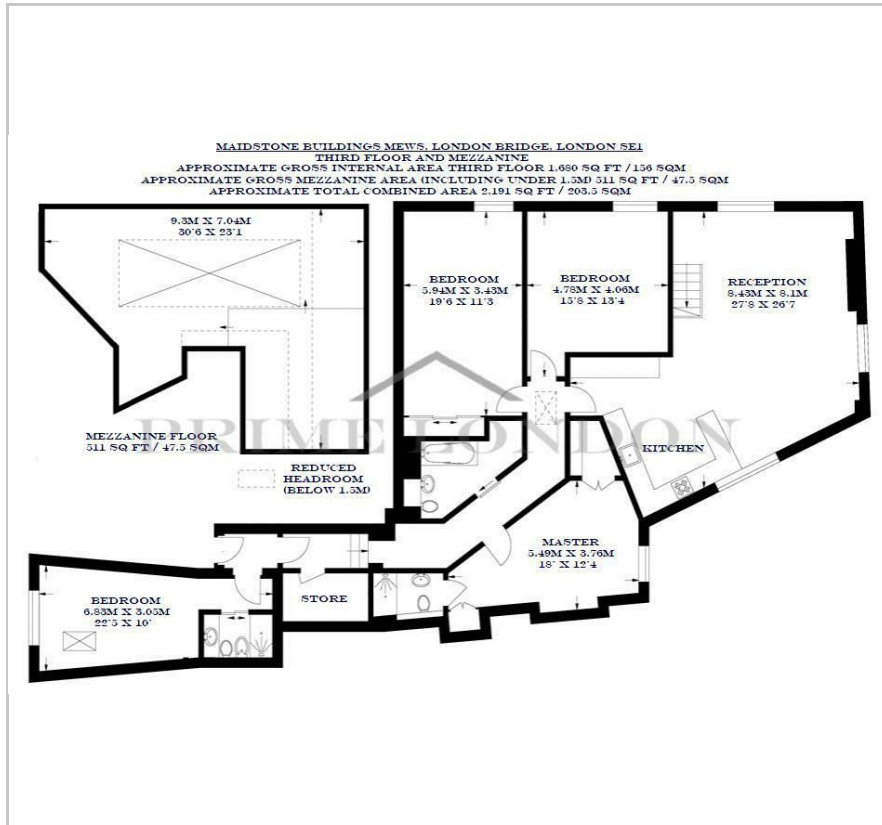 MAIDSTONE BUILDINGS MEWS, LONDON BRIDGE, LONDON SE1
THIRD FLOOR AND MEZZANINE
APPROXIMATE GROSS INTERNAL AREA THIRD FLOOR 1,680 SQ FT / 156 SQM
APPROXIMATE GROSS MEZZANINE AREA (INCLUDING UNDER 1.5M) 511 SQ FT / 47.5 SQM
APPROXIMATE TOTAL COMBINED AREA 2,191 SQ FT / 203.5 SQM
9.3M X 7.04M
30'6 X 23'1
BEDROOM
5.94M X 3.43M
19'6 X 11'3
BEDROOM
4.78M X 4.06M
15'8 X 13'4
RECEPTION
8.43M X 8.1M
27'8 X 26'7
PRIME LONDON
MEZZANINE FLOOR
511 SQ FT / 47.5 SQM
KITCHEN
REDUCED
HEADROOM
(BELOW 1.5M)
MASTER
5.49M X 3.76M
18' X 12'4
BEDROOM
6.83M X 3.05M
22'5 X 10'
STORE